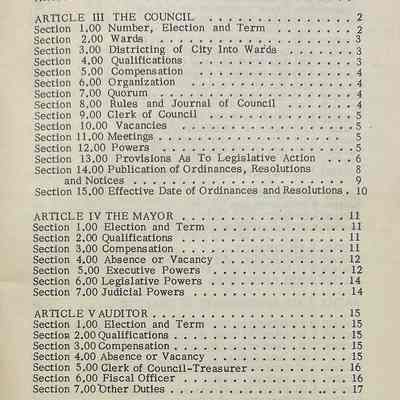 ARTICLE III THE COUNCIL . . . . . . . . . . . . . . . . 2
Section 1.00 Number, Election and Term . . . . . . . . . 2
Section 2.00 Wards . . . . . . . . . . . . . . . . . . . 3
Section 3.00 Districting of City Into Wards . . . . . . . 3
Section 4.00 Qualifications . . . . . . . . . . . . . . . 3
Section 5.00 Compensation . . . . . . . . . . . . . . . 4
Section 6.00 Organization . . . . . . . . . . . . . . . 4
Section 7.00 Quorum . . . . . . . . . . . . . . . . . . 4
Section 8.00 Rules and Journal of Council . . . . . . . 4
Section 9.00 Clerk of Council . . . . . . . . . . . . . 5
Section 10.00 Vacancies . . . . . . . . . . . . . . . . 5
Section 11.00 Meetings . . . . . . . . . . . . . . . . . 5
Section 12.00 Powers . . . . . . . . . . . . . . . . . . 5
Section 13.00 Provisions As To Legislative Action . . . 6
Section 14.00 Publication of Ordinances, Resolutions 8
and Notices . . . . . . . . . . . . . . . . . 9
Section 15.00 Effective Date of Ordinances and Resolutions . 10
ARTICLE IV THE MAYOR . . . . . . . . . . . . . . . . . 11
Section 1.00 Election and Term . . . . . . . . . . . . . 11
Section 2.00 Qualifications . . . . . . . . . . . . . . . 11
Section 3.00 Compensation . . . . . . . . . . . . . . . 11
Section 4.00 Absence or Vacancy . . . . . . . . . . . . 12
Section 5.00 Executive Powers . . . . . . . . . . . . . 12
Section 6.00 Legislative Powers . . . . . . . . . . . . 14
Section 7.00 Judicial Powers . . . . . . . . . . . . . . 14
ARTICLE V AUDITOR . . . . . . . . . . . . . . . . . . . 15
Section 1.00 Election and Term . . . . . . . . . . . . . 15
Section 2.00 Qualifications . . . . . . . . . . . . . . . 15
Section 3.00 Compensation . . . . . . . . . . . . . . . 15
Section 4.00 Absence or Vacancy . . . . . . . . . . . . 15
Section 5.00 Clerk of Council-Treasurer . . . . . . . . 16
Section 6.00 Fiscal Officer . . . . . . . . . . . . . . . 16
Section 7.00 Other Duties . . . . . . . . . . . . . . . . 17